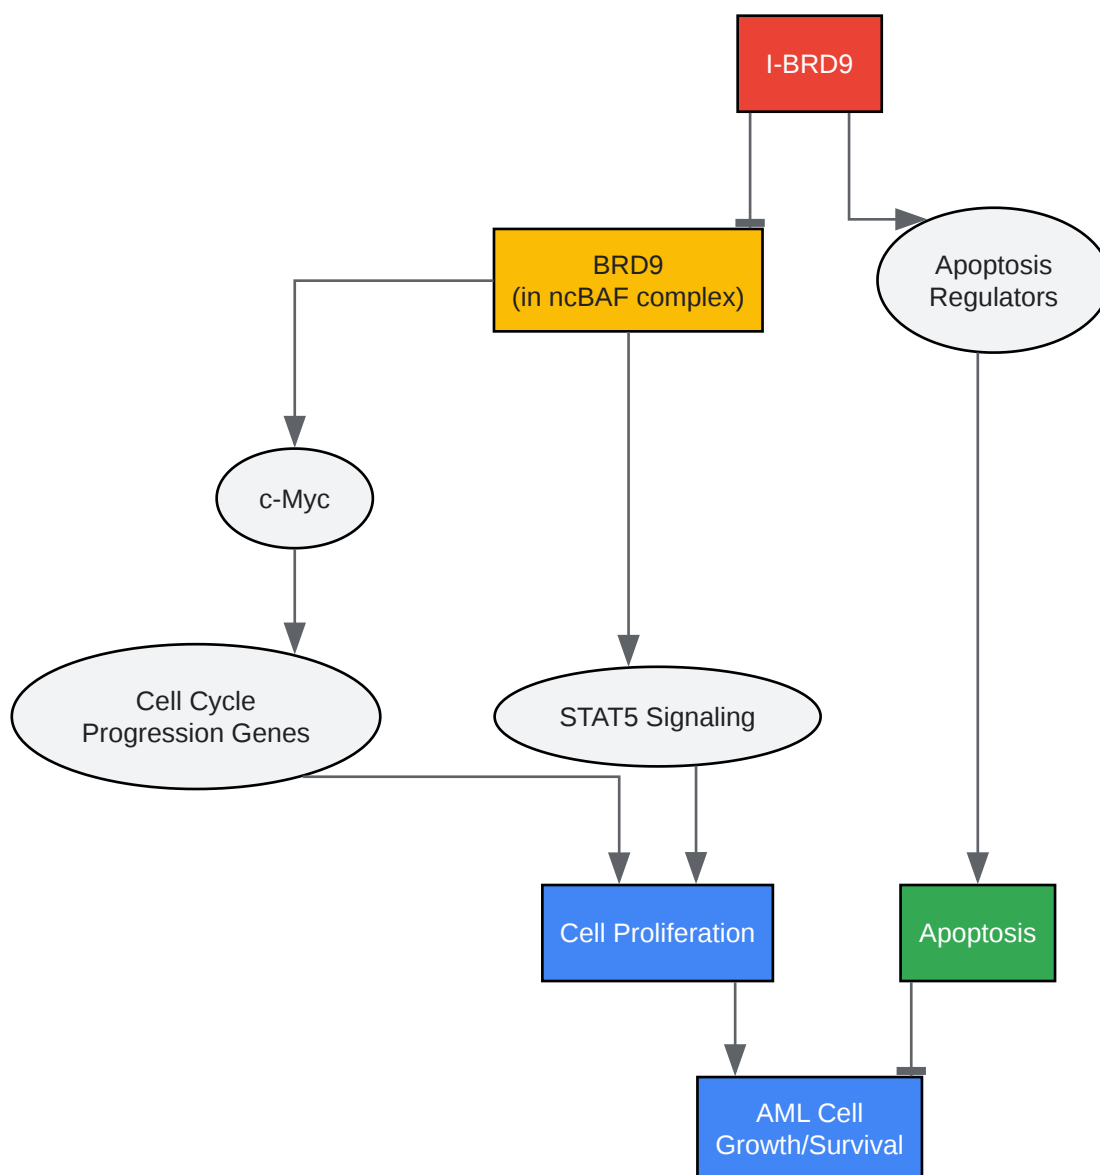 I-BRD9
BRD9
(in ncBAF complex)
Apoptosis
Regulators
c-Myc
Cell Cycle
Progression Genes
STAT5 Signaling
Cell Proliferation
Apoptosis
AML Cell
Growth/Survival